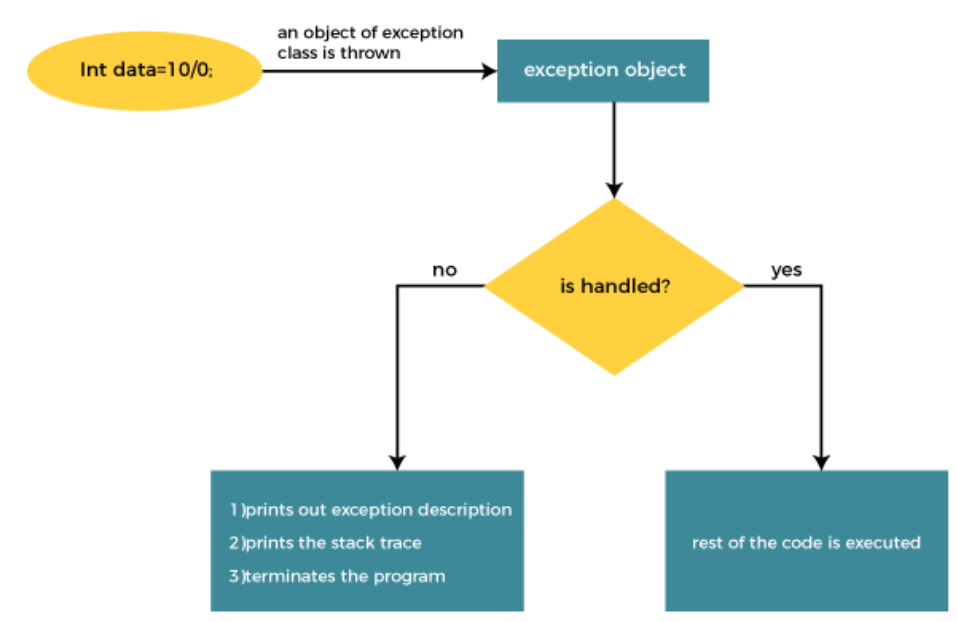 an object of exception
class is thrown
Int data=10/0;
exception object
no
yes
is handled?
1)prints out exception description
2)prints the stack trace
3)terminates the program
rest of the code is executed